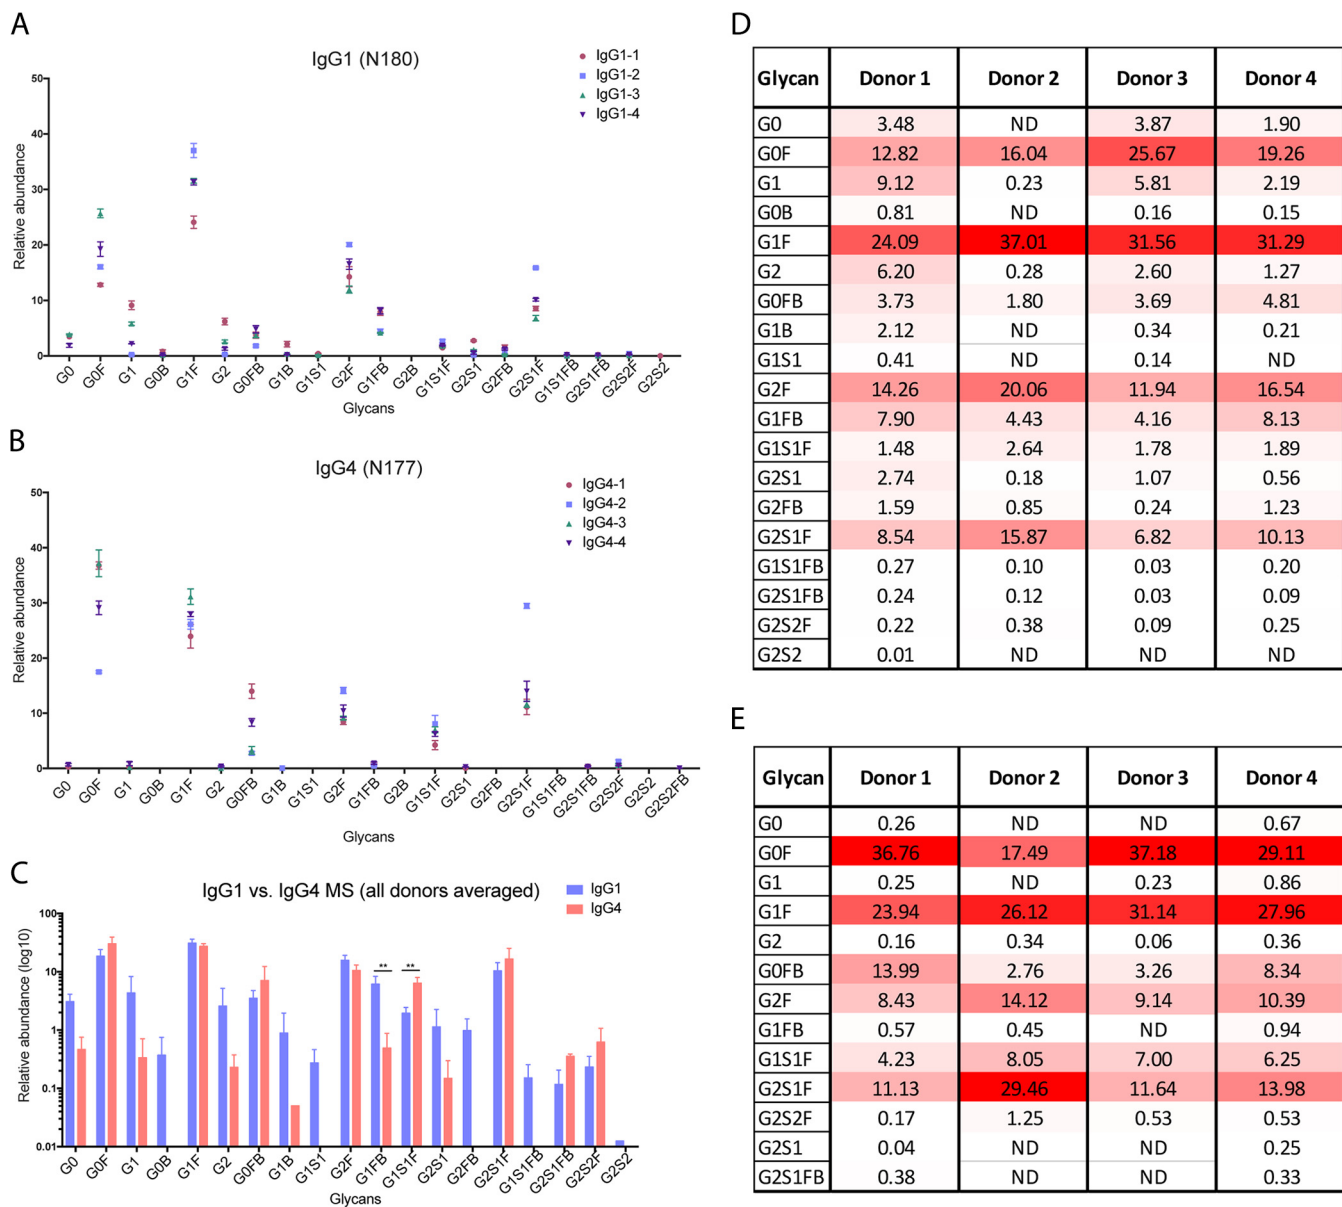 A
IgG1 (N180)
IgG1-1
IgG1-2
IgG1-3
IgG1-4
Relative abundance
50
40
30
20
10
0
G0 G0F G1 G0B G1F G2 G0FB G1B G1S1 G2F G1FB G2B G1S1F G2S1 G2FB G2S1F G1S1FB G2S1FB G2S2F G2S2
Glycans
B
IgG4 (N177)
IgG4-1
IgG4-2
IgG4-3
IgG4-4
Relative abundance
50
40
30
20
10
0
G0 G0F G1 G0B G1F G2 G0FB G1B G1S1 G2F G1FB G2B G1S1F G2S1 G2FB G2S1F G1S1FB G2S1FB G2S2F G2S2 G2S2FB
Glycans
C
IgG1 vs. IgG4 MS (all donors averaged)
IgG1
IgG4
Relative abundance (log10)
100
10
1
0.1
0.01
** **
G0 G0F G1 G0B G1F G2 G0FB G1B G1S1 G2F G1FB G1S1F G2S1 G2FB G2S1F G1S1FB G2S1FB G2S2F G2S2
Glycans
D
Glycan Donor 1 Donor 2 Donor 3 Donor 4
G0 3.48 ND 3.87 1.90
G0F 12.82 16.04 25.67 19.26
G1 9.12 0.23 5.81 2.19
G0B 0.81 ND 0.16 0.15
G1F 24.09 37.01 31.56 31.29
G2 6.20 0.28 2.60 1.27
G0FB 3.73 1.80 3.69 4.81
G1B 2.12 ND 0.34 0.21
G1S1 0.41 ND 0.14 ND
G2F 14.26 20.06 11.94 16.54
G1FB 7.90 4.43 4.16 8.13
G1S1F 1.48 2.64 1.78 1.89
G2S1 2.74 0.18 1.07 0.56
G2FB 1.59 0.85 0.24 1.23
G2S1F 8.54 15.87 6.82 10.13
G1S1FB 0.27 0.10 0.03 0.20
G2S1FB 0.24 0.12 0.03 0.09
G2S2F 0.22 0.38 0.09 0.25
G2S2 0.01 ND ND ND
E
Glycan Donor 1 Donor 2 Donor 3 Donor 4
G0 0.26 ND ND 0.67
G0F 36.76 17.49 37.18 29.11
G1 0.25 ND 0.23 0.86
G1F 23.94 26.12 31.14 27.96
G2 0.16 0.34 0.06 0.36
G0FB 13.99 2.76 3.26 8.34
G2F 8.43 14.12 9.14 10.39
G1FB 0.57 0.45 ND 0.94
G1S1F 4.23 8.05 7.00 6.25
G2S1F 11.13 29.46 11.64 13.98
G2S2F 0.17 1.25 0.53 0.53
G2S1 0.04 ND ND 0.25
G2S1FB 0.38 ND ND 0.33